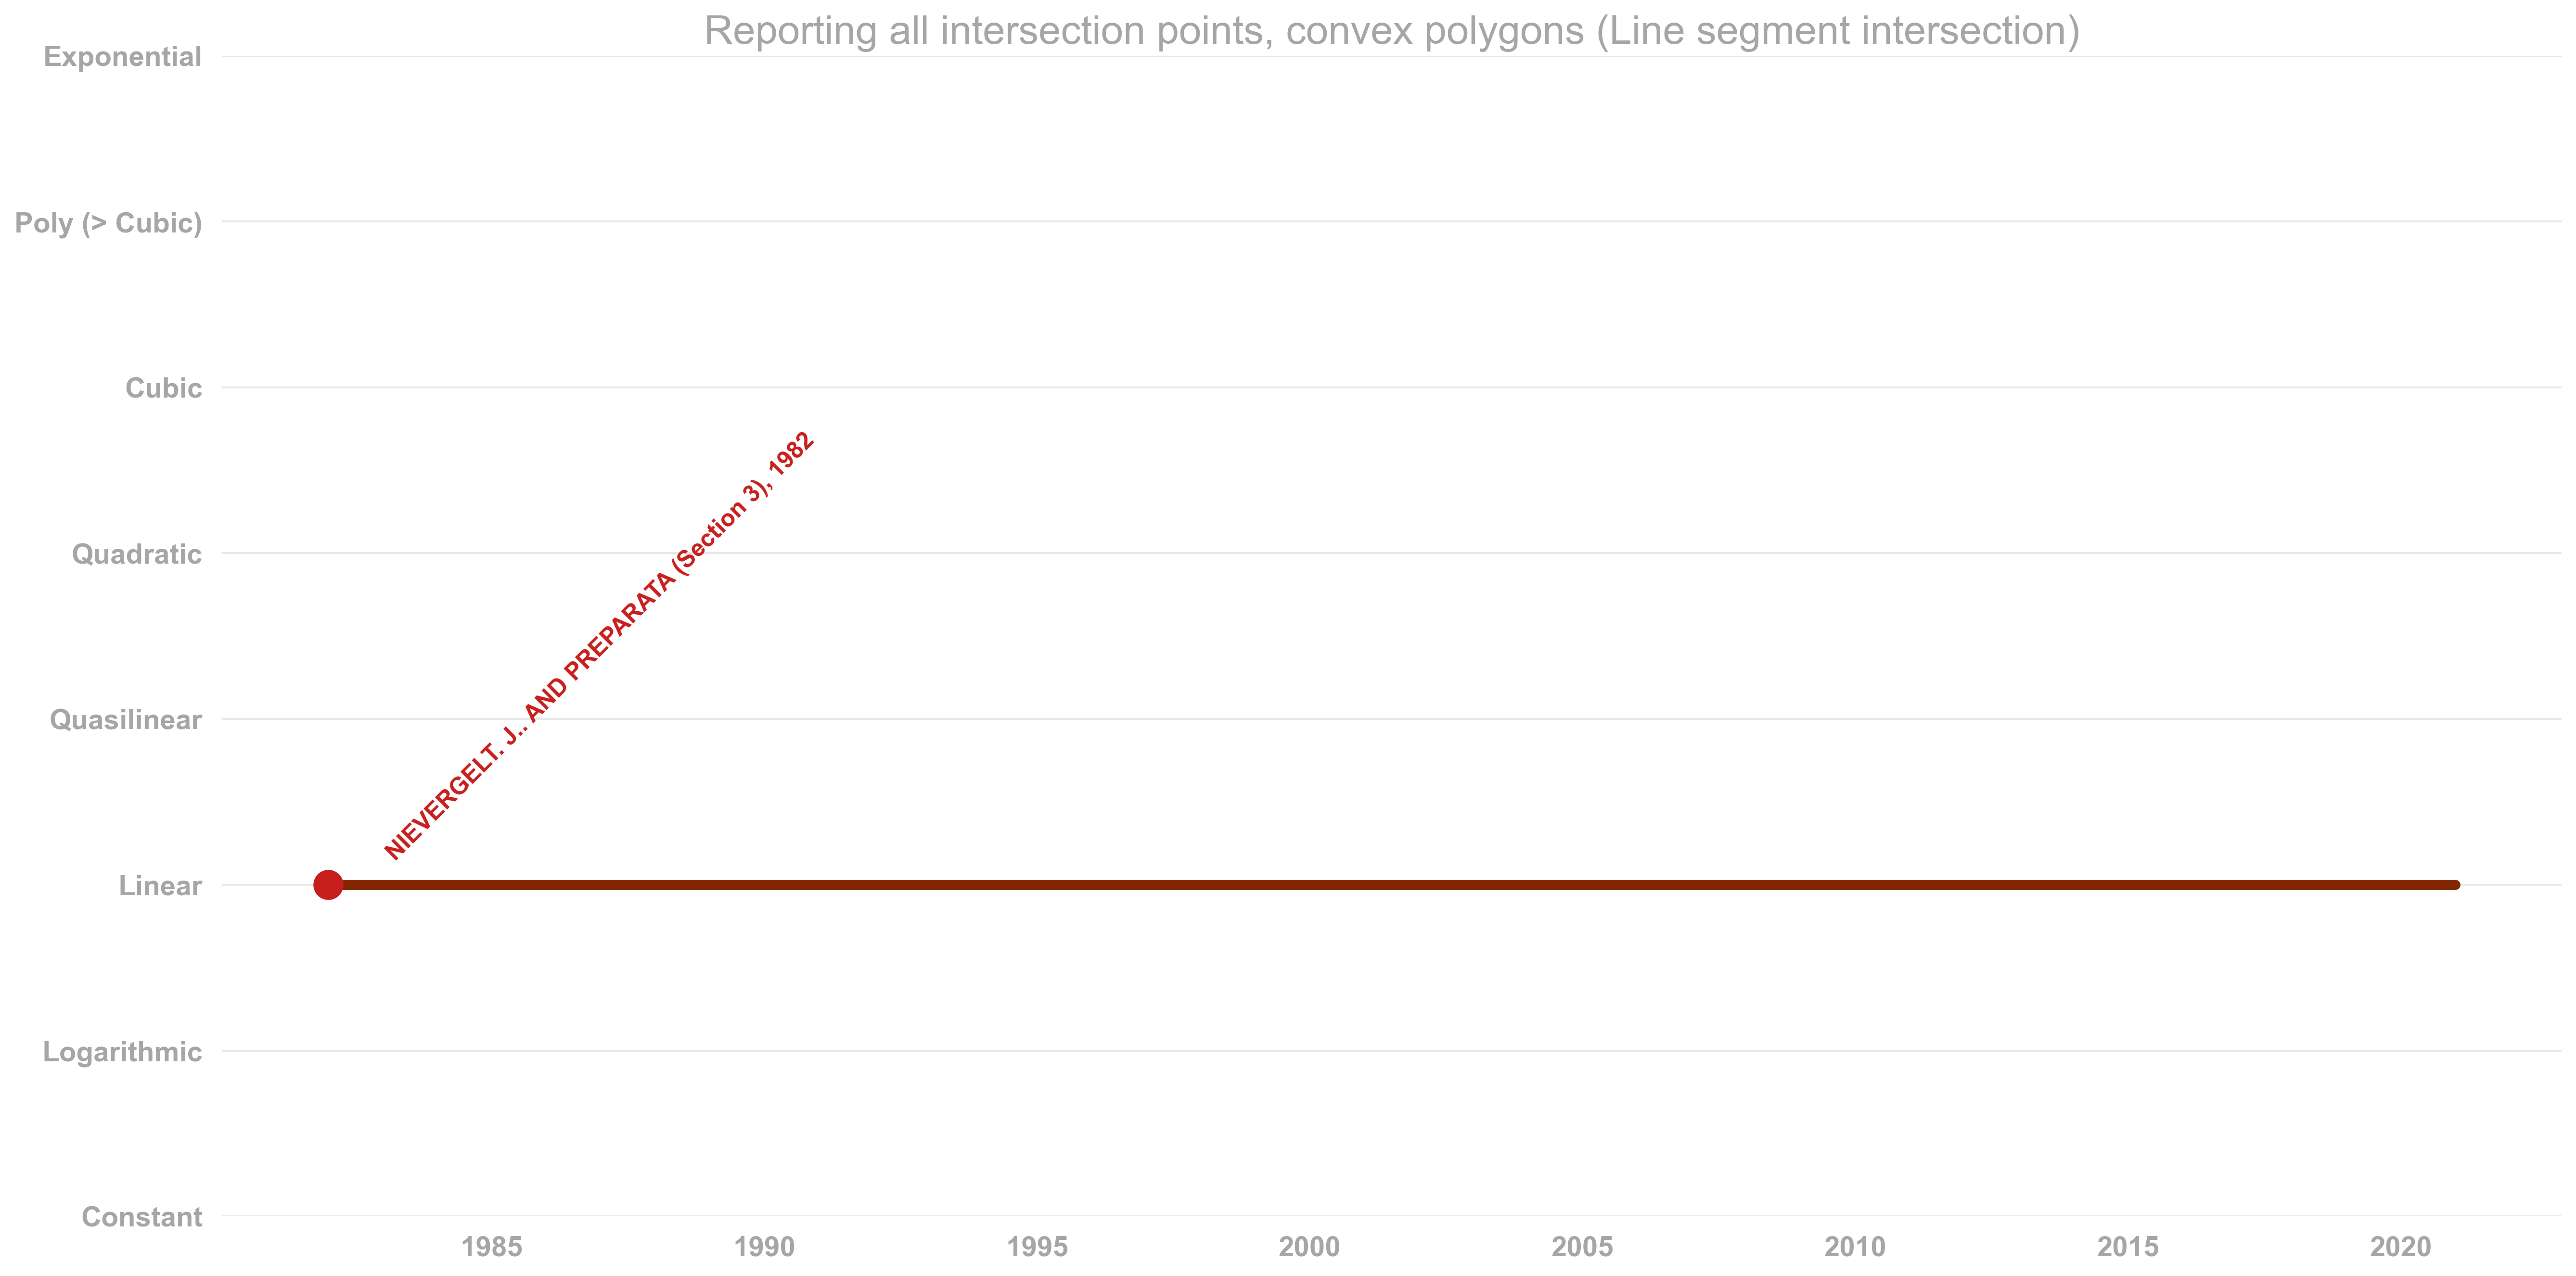 Reporting all intersection points, convex polygons (Line segment intersection)
Exponential
Poly (> Cubic)
Cubic
Quadratic
Quasilinear
Linear
Logarithmic
Constant
NIEVERGELT. J.. AND PREPARATA (Section 3), 1982
1985 1990 1995 2000 2005 2010 2015 2020